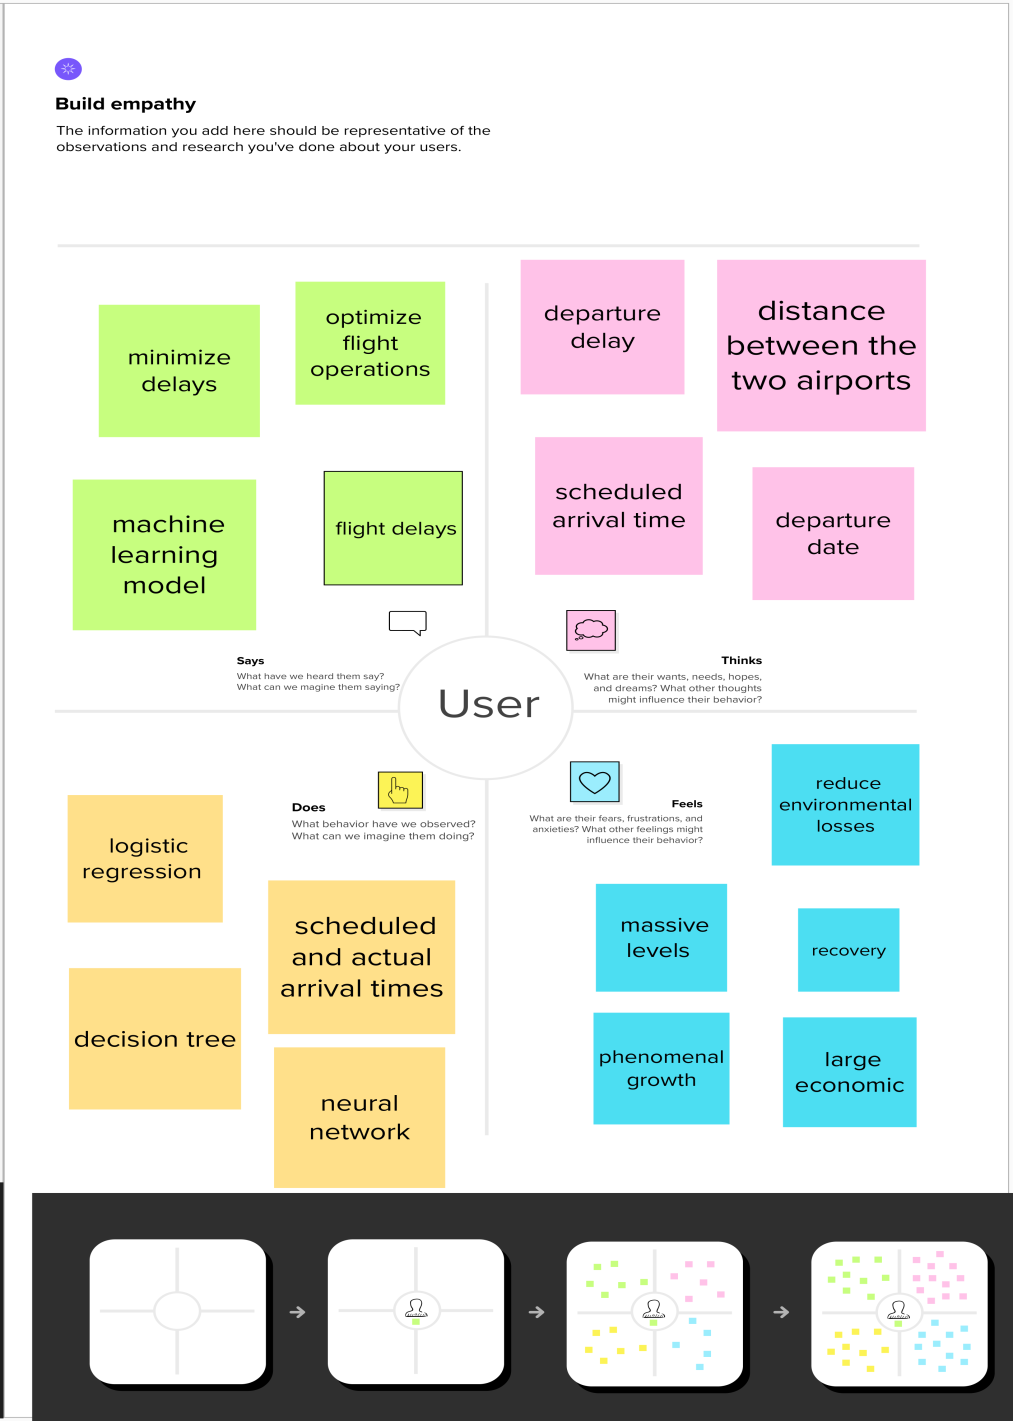 Build empathy
The information you add here should be representative of the
observations and research you've done about your users.
minimize
delays
optimize
flight
operations
machine
learning
model
flight delays
departure
delay
distance
between the
two airports
scheduled
arrival time
departure
date
Says
What have we heard them say?
What can we magine them saying?
Thinks
What are their wants, needs, hopes,
and dreams? What other thoughts
might influence their behavior?
User
Does
What behavior have we observed?
What can we imagine them doing?
Feels
What are their fears, frustrations, and
anxieties? What other feelings might
influence their behavior?
logistic
regression
scheduled
and actual
arrival times
decision tree
neural
network
reduce
environmental
losses
massive
levels
recovery
phenomenal
growth
large
economic